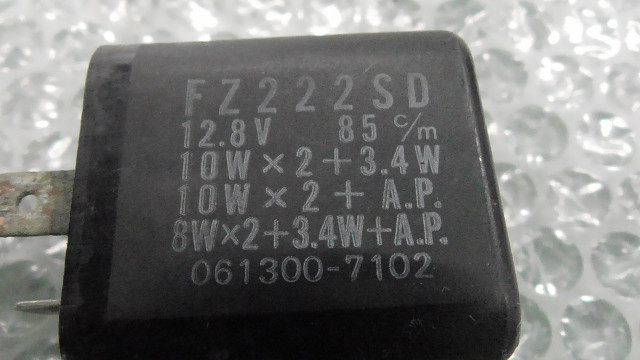 FZ222SD
12.8V 85 c/m
10W×2+3.4W
10W×2+A.P.
8W×2+3.4W+A.P.
061300-7102